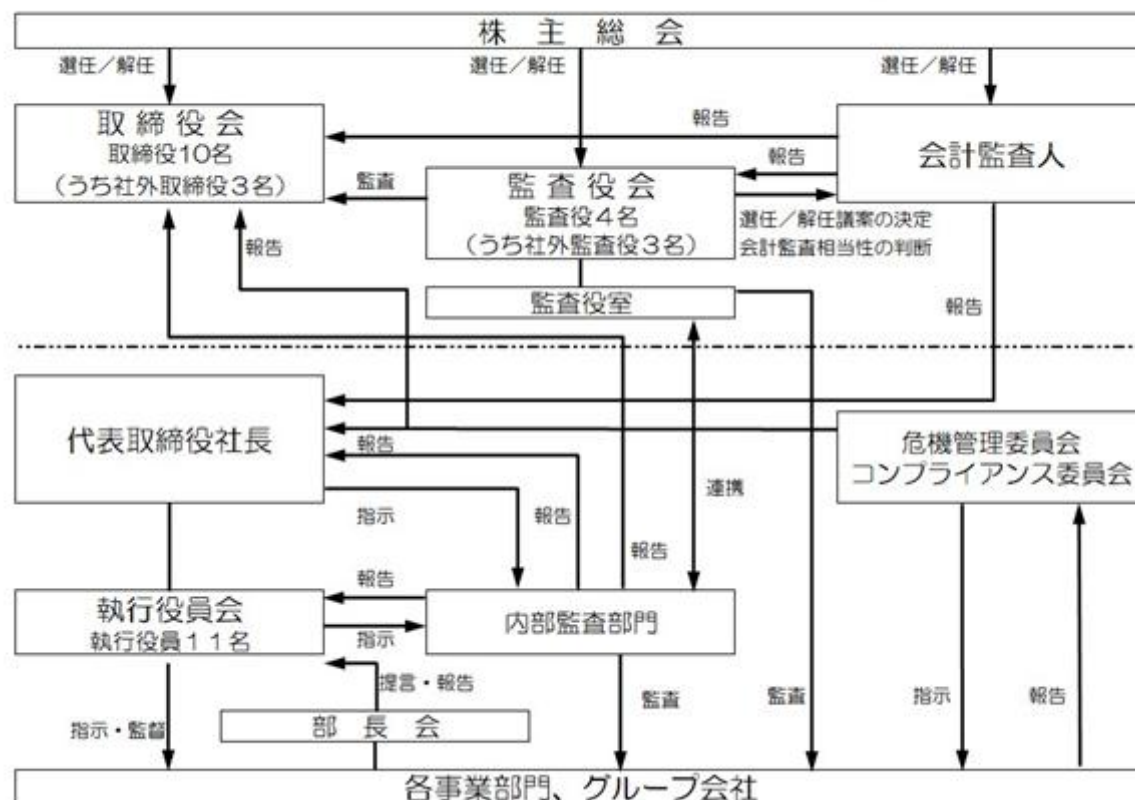 株 主 総 会
選任／解任
選任／解任
選任／解任
取 締 役 会
取締役10名
（うち社外取締役３名）
報告
会計監査人
監査
監 査 役 会
監査役４名
（うち社外監査役３名）
報告
選任／解任議案の決定
会計監査相当性の判断
報告
監査役室
報告
代表取締役社長
報告
危機管理委員会
コンプライアンス委員会
連携
指示
報告
報告
報告
執行役員会
執行役員１１名
指示
内部監査部門
提言・報告
指示・監督
部 長 会
監査
監査
指示
報告
各事業部門、グループ会社